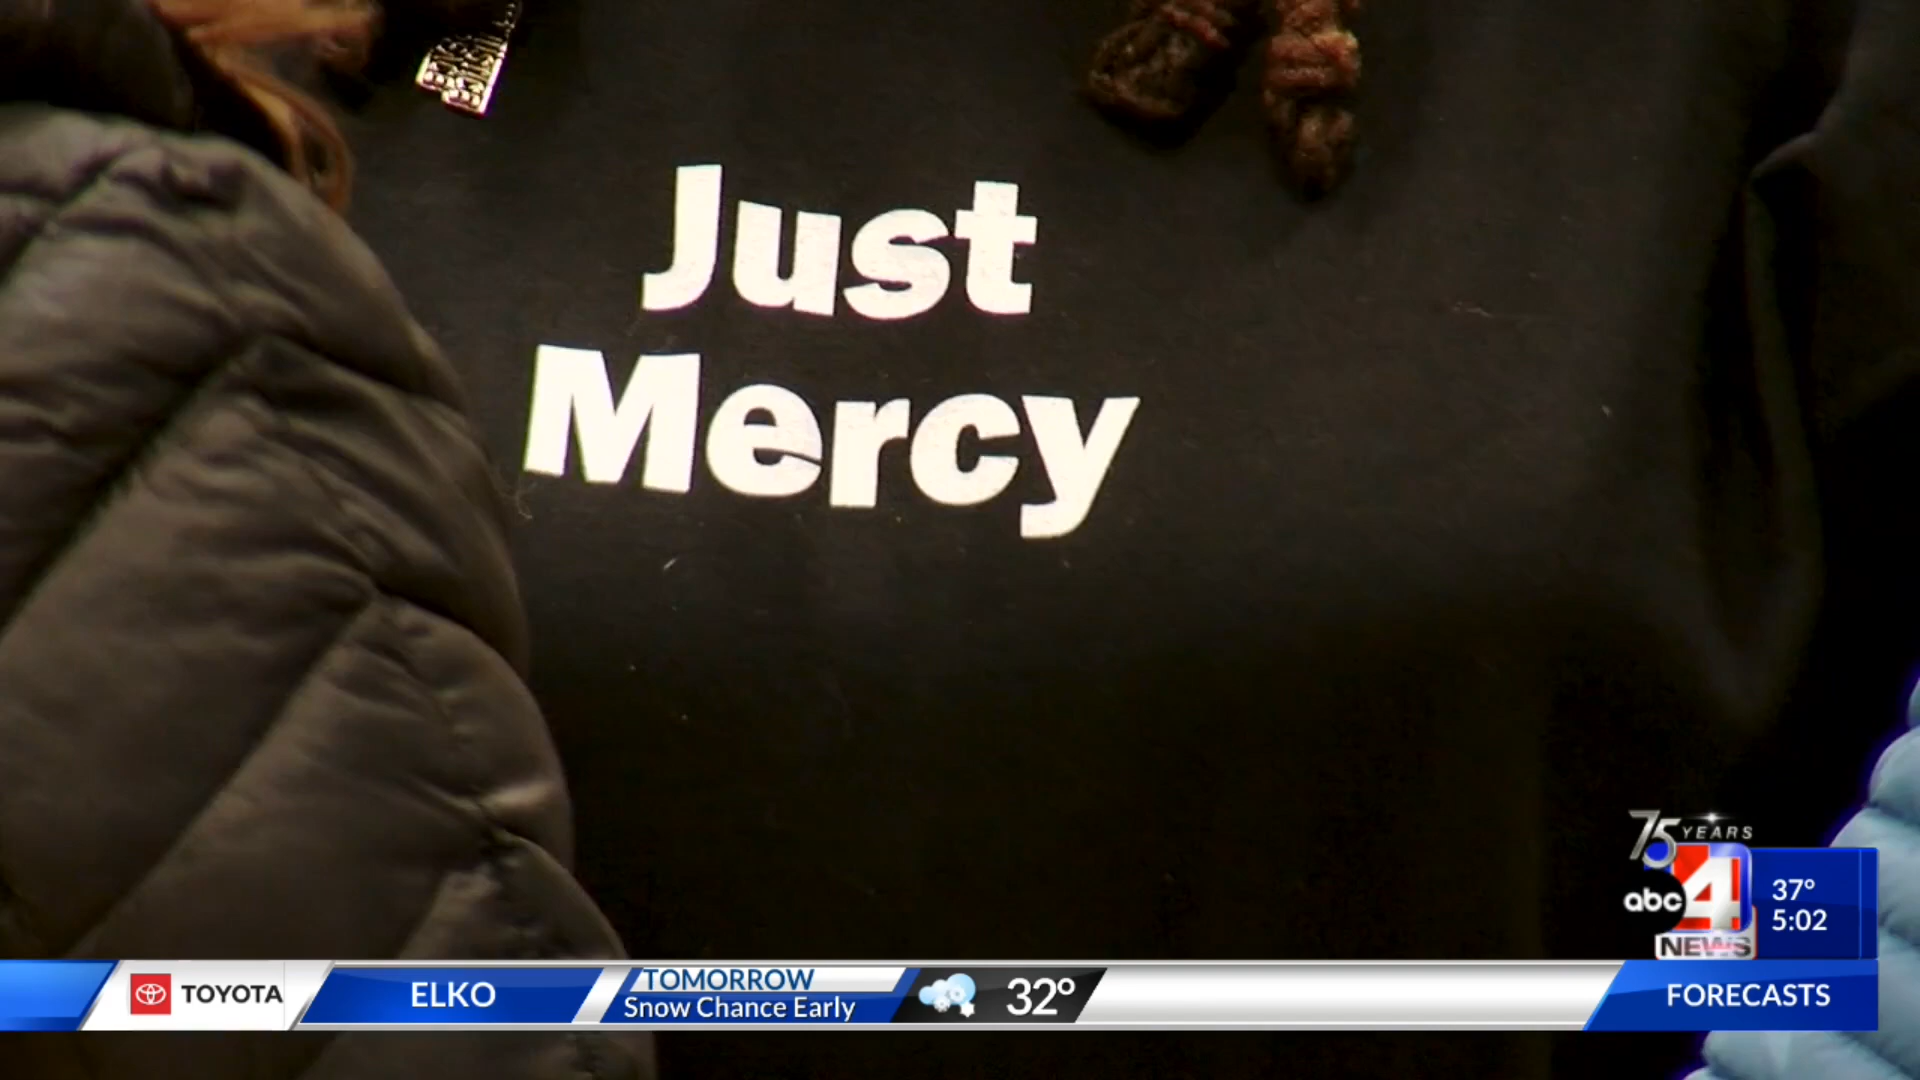 Just
Mercy
75 YEARS
abc 4
NEWS
37°
5:02
TOYOTA
ELKO
TOMORROW
Snow Chance Early
32°
FORECASTS